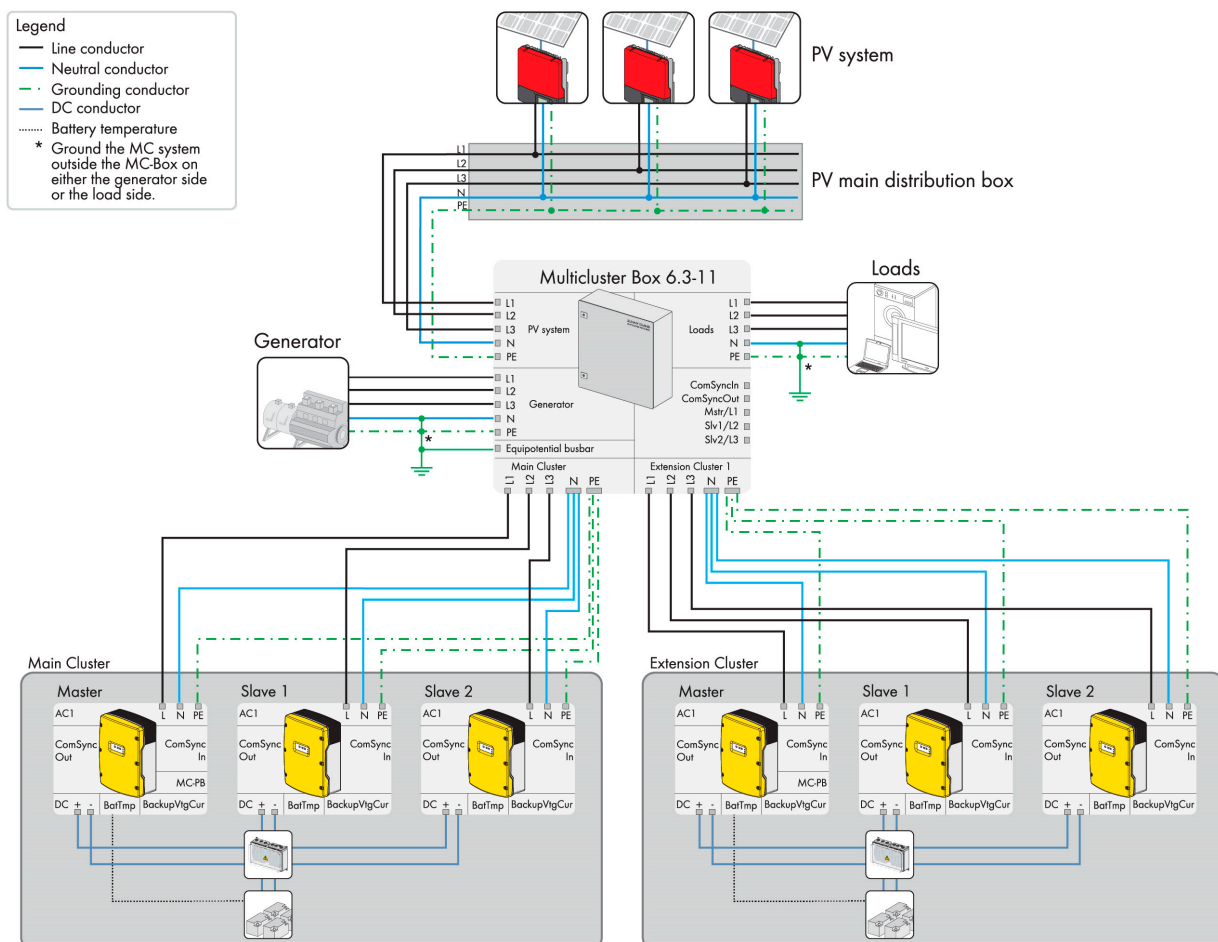 Legend
Line conductor
Neutral conductor
Grounding conductor
DC conductor
Battery temperature
* Ground the MC system
outside the MC-Box on
either the generator side
or the load side.
PV system
L1
L2
L3
N
PE
PV main distribution box
Multicluster Box 6.3-11
Loads
L1
L2
L3
N
PE
PV system
L1
L2
L3
N
PE
Loads
*
Generator
L1
L2
L3
N
PE
Generator
*
Equipotential busbar
ComSyncIn
ComSyncOut
Mstr/L1
Slv1/L2
Slv2/L3
Main Cluster
L1 L2 L3 N PE
Extension Cluster 1
L1 L2 L3 N PE
Main Cluster
Master
AC1
L N PE
ComSync
Out
ComSync
In
MC-PB
DC + - BatTmp BackupVtgCur
Slave 1
AC1
L N PE
ComSync
Out
ComSync
In
DC + - BatTmp BackupVtgCur
Slave 2
AC1
L N PE
ComSync
Out
ComSync
In
DC + - BatTmp BackupVtgCur
Extension Cluster
Master
AC1
L N PE
ComSync
Out
ComSync
In
MC-PB
DC + - BatTmp BackupVtgCur
Slave 1
AC1
L N PE
ComSync
Out
ComSync
In
DC + - BatTmp BackupVtgCur
Slave 2
AC1
L N PE
ComSync
Out
ComSync
In
DC + - BatTmp BackupVtgCur